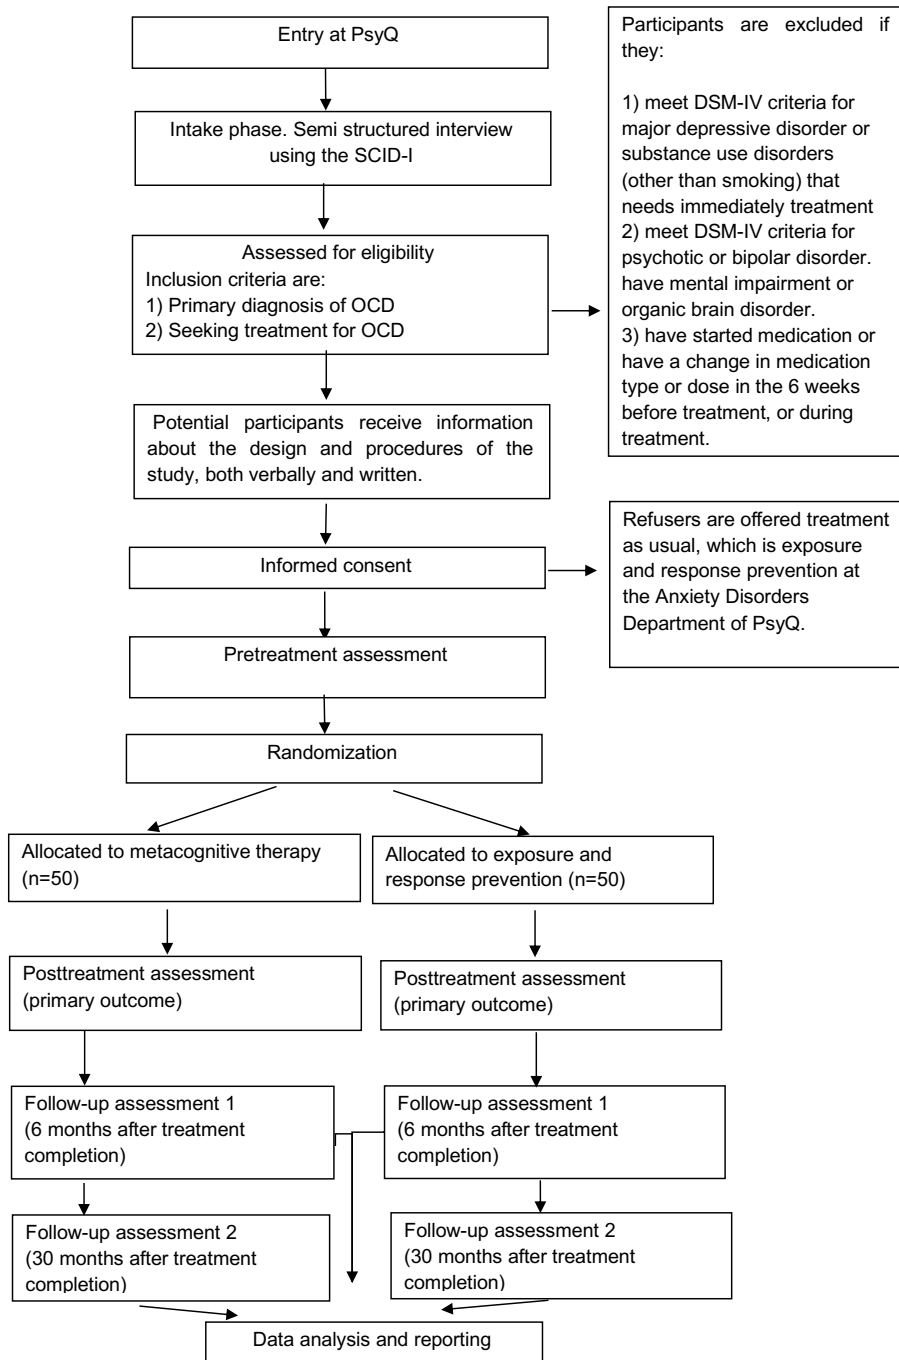 Entry at PsyQ
Intake phase. Semi structured interview
using the SCID-I
Assessed for eligibility
Inclusion criteria are:
1) Primary diagnosis of OCD
2) Seeking treatment for OCD
Participants are excluded if
they:
1) meet DSM-IV criteria for
major depressive disorder or
substance use disorders
(other than smoking) that
needs immediately treatment
2) meet DSM-IV criteria for
psychotic or bipolar disorder.
have mental impairment or
organic brain disorder.
3) have started medication or
have a change in medication
type or dose in the 6 weeks
before treatment, or during
treatment.
Potential participants receive information
about the design and procedures of the
study, both verbally and written.
Informed consent
Refusers are offered treatment
as usual, which is exposure
and response prevention at
the Anxiety Disorders
Department of PsyQ.
Pretreatment assessment
Randomization
Allocated to metacognitive therapy
(n=50)
Allocated to exposure and
response prevention (n=50)
Posttreatment assessment
(primary outcome)
Posttreatment assessment
(primary outcome)
Follow-up assessment 1
(6 months after treatment
completion)
Follow-up assessment 1
(6 months after treatment
completion)
Follow-up assessment 2
(30 months after treatment
completion)
Follow-up assessment 2
(30 months after treatment
completion)
Data analysis and reporting